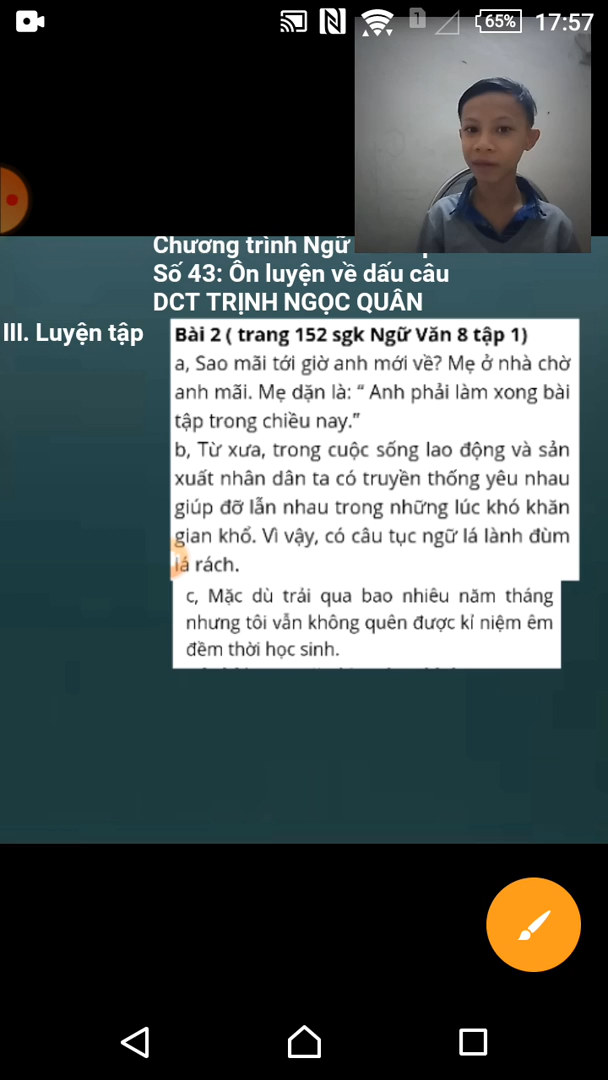 1
65% 17:57
Chương trình Ngữ
Số 43: Ôn luyện về dấu câu
DCT TRỊNH NGỌC QUÂN
III. Luyện tập
Bài 2 ( trang 152 sgk Ngữ Văn 8 tập 1)
a, Sao mãi tới giờ anh mới về? Mẹ ở nhà chờ
anh mãi. Mẹ dặn là: “ Anh phải làm xong bài
tập trong chiều nay.”
b, Từ xưa, trong cuộc sống lao động và sản
xuất nhân dân ta có truyền thống yêu nhau
giúp đỡ lẫn nhau trong những lúc khó khăn
gian khổ. Vì vậy, có câu tục ngữ lá lành đùm
lá rách.
c, Mặc dù trải qua bao nhiêu năm tháng
nhưng tôi vẫn không quên được kỉ niệm êm
đềm thời học sinh.